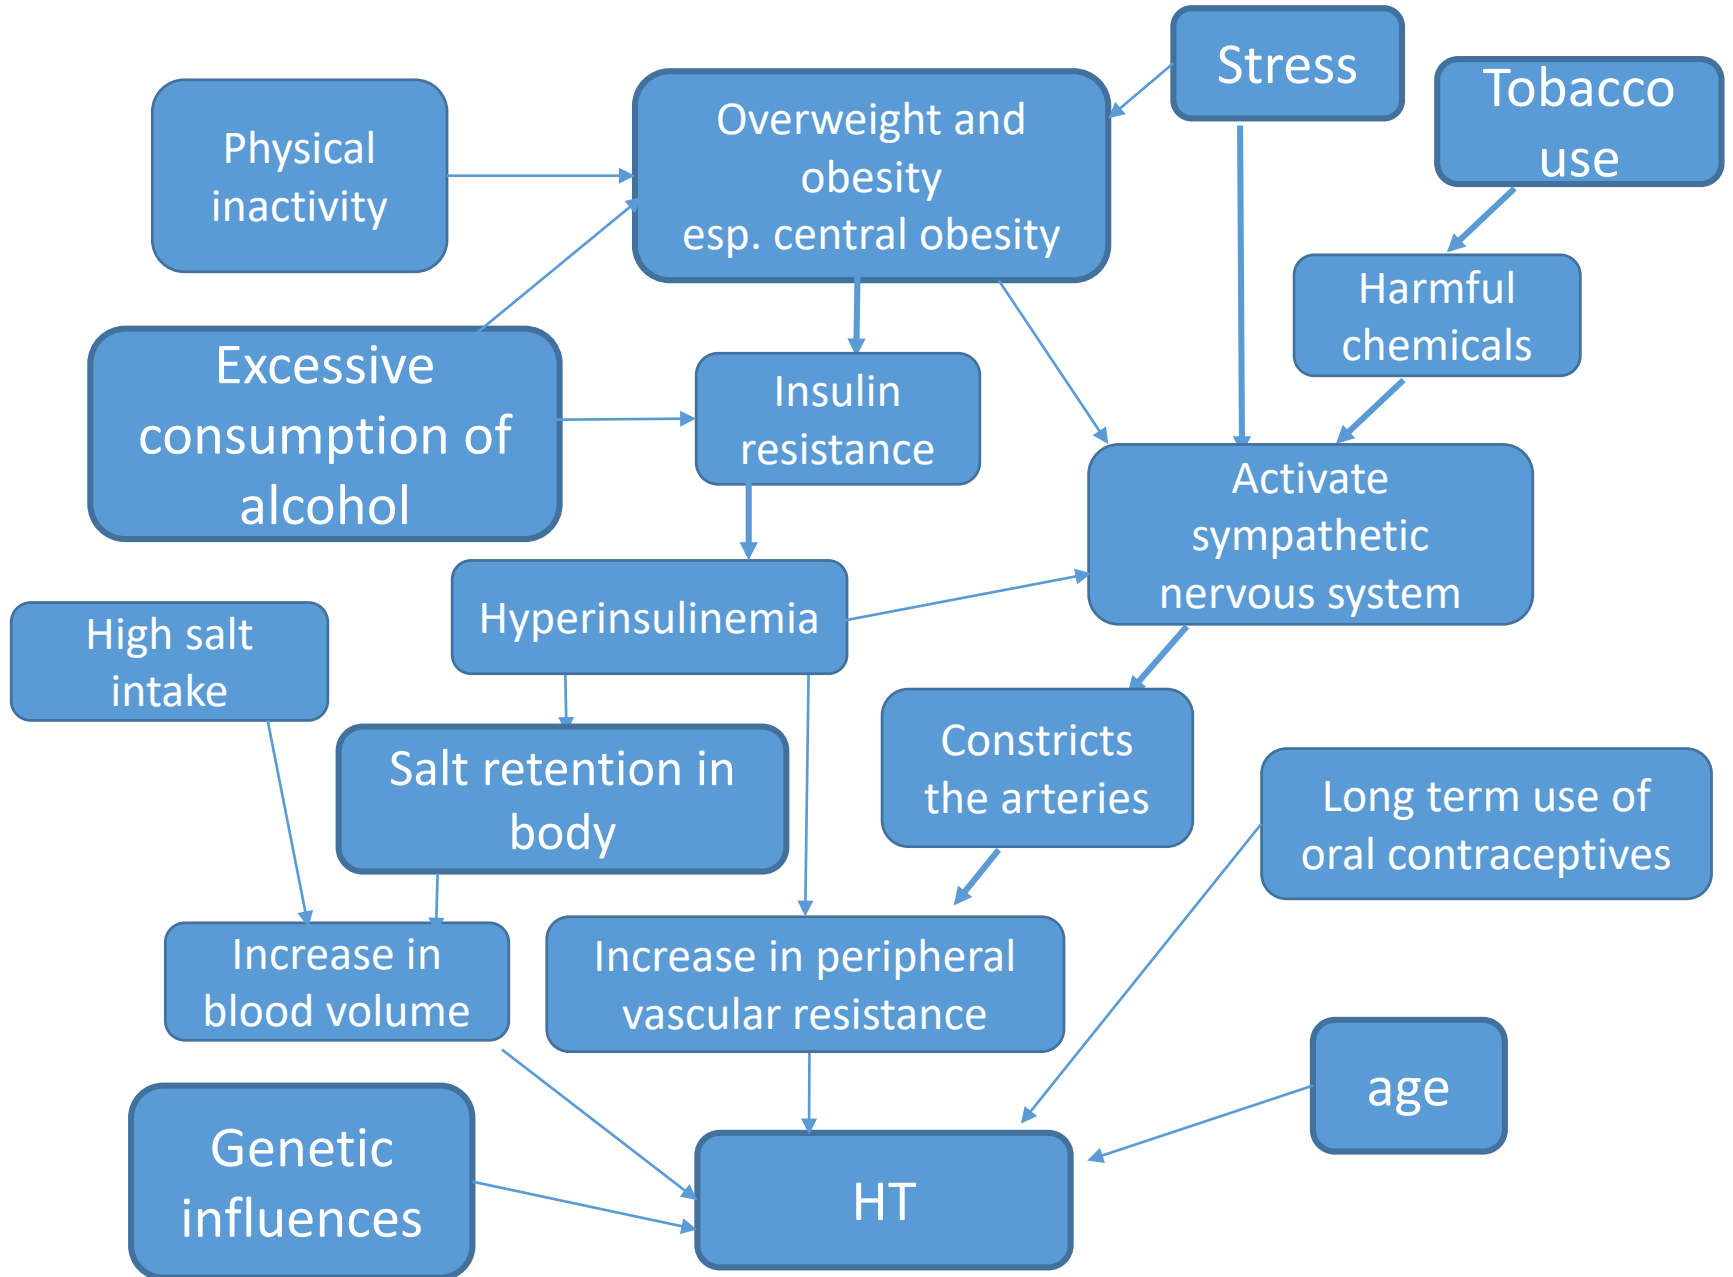 Stress
Tobacco
use
Overweight and
obesity
esp. central obesity
Physical
inactivity
Harmful
chemicals
Excessive
consumption of
alcohol
Insulin
resistance
Activate
sympathetic
nervous system
Hyperinsulinemia
High salt
intake
Salt retention in
body
Constricts
the arteries
Long term use of
oral contraceptives
Increase in
blood volume
Increase in peripheral
vascular resistance
age
Genetic
influences
HT